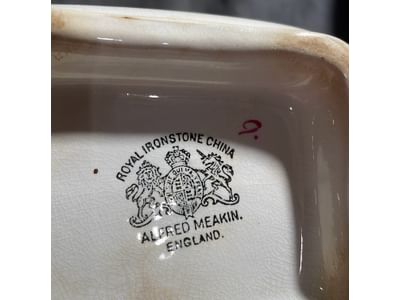 ROYAL IRONSTONE CHINA
ALFRED MEAKIN.
ENGLAND.